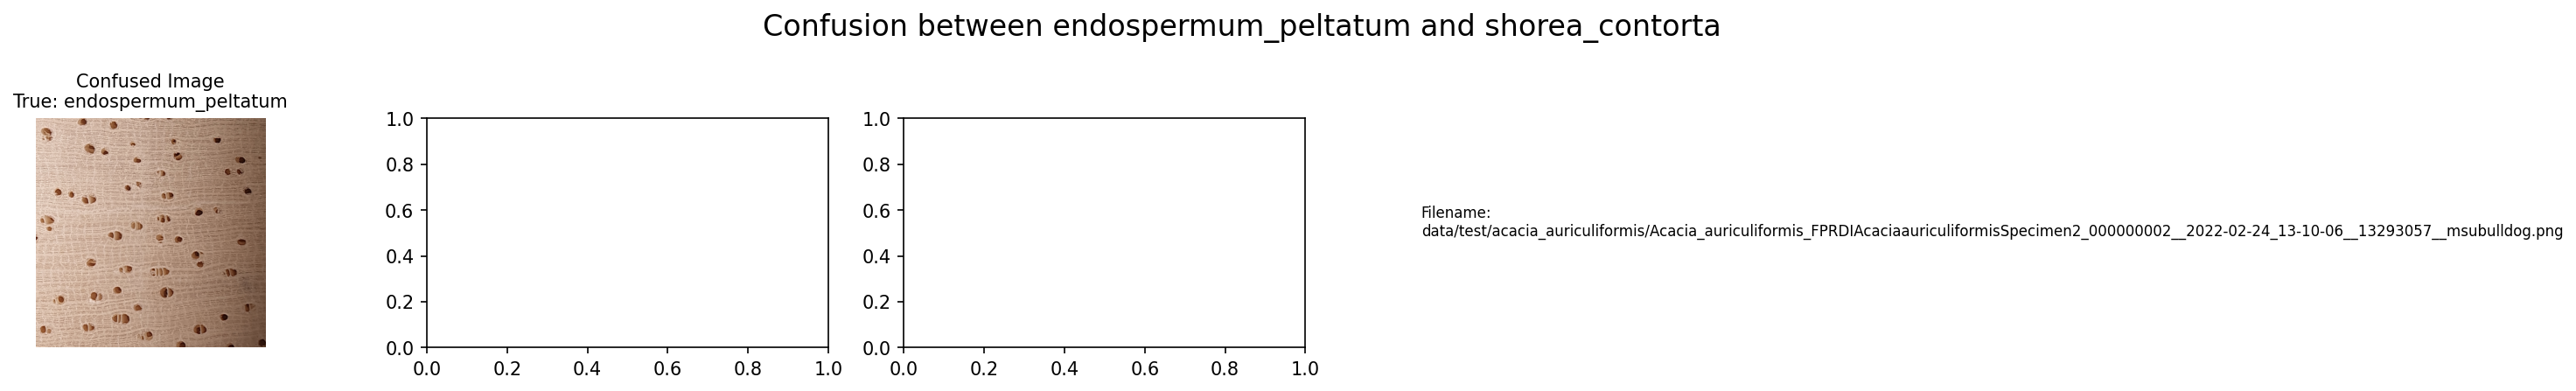 Confusion between endospermum_peltatum and shorea_contorta
Confused Image
True: endospermum_peltatum
1.0
0.8
0.6
0.4
0.2
0.0
0.0 0.2 0.4 0.6 0.8 1.0
1.0
0.8
0.6
0.4
0.2
0.0
0.0 0.2 0.4 0.6 0.8 1.0
Filename:
data/test/acacia_auriculiformis/Acacia_auriculiformis_FPRDIAcaciaauriculiformisSpecimen2_000000002__2022-02-24_13-10-06__13293057__msubulldog.png